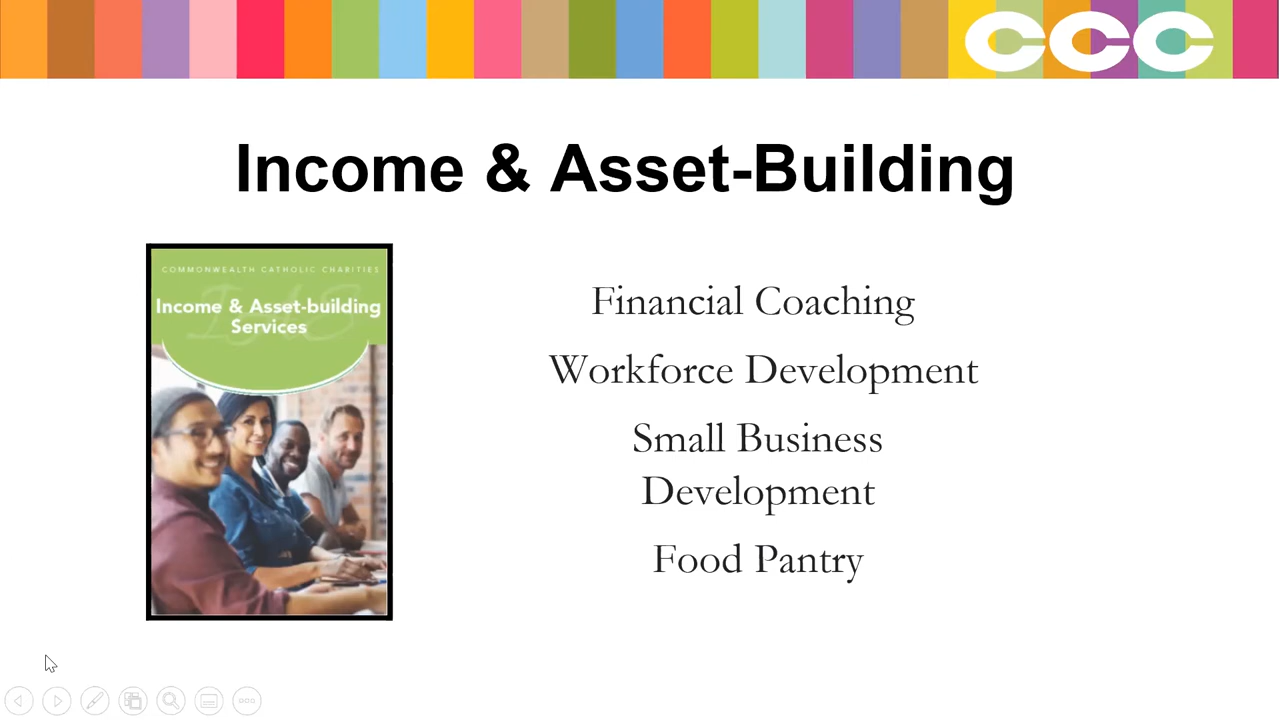 CCC
Income & Asset-Building
COMMONWEALTH CATHOLIC CHARITIES
Income & Asset-building
Services
Financial Coaching
Workforce Development
Small Business
Development
Food Pantry